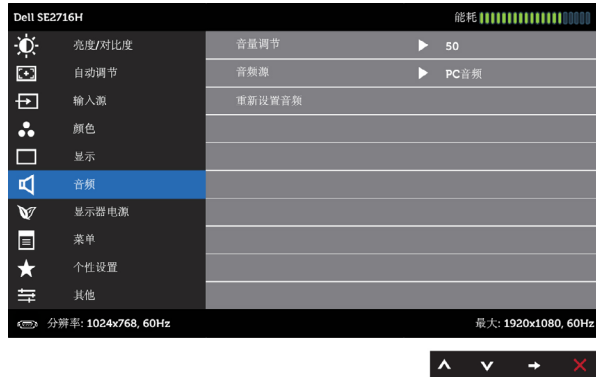 Dell SE2716H 能耗
亮度/对比度 音量调节 50
自动调节 音频源 PC音频
输入源 重新设置音频
颜色
显示
音频
显示器电源
菜单
个性设置
其他
分辨率: 1024x768, 60Hz 最大: 1920x1080, 60Hz